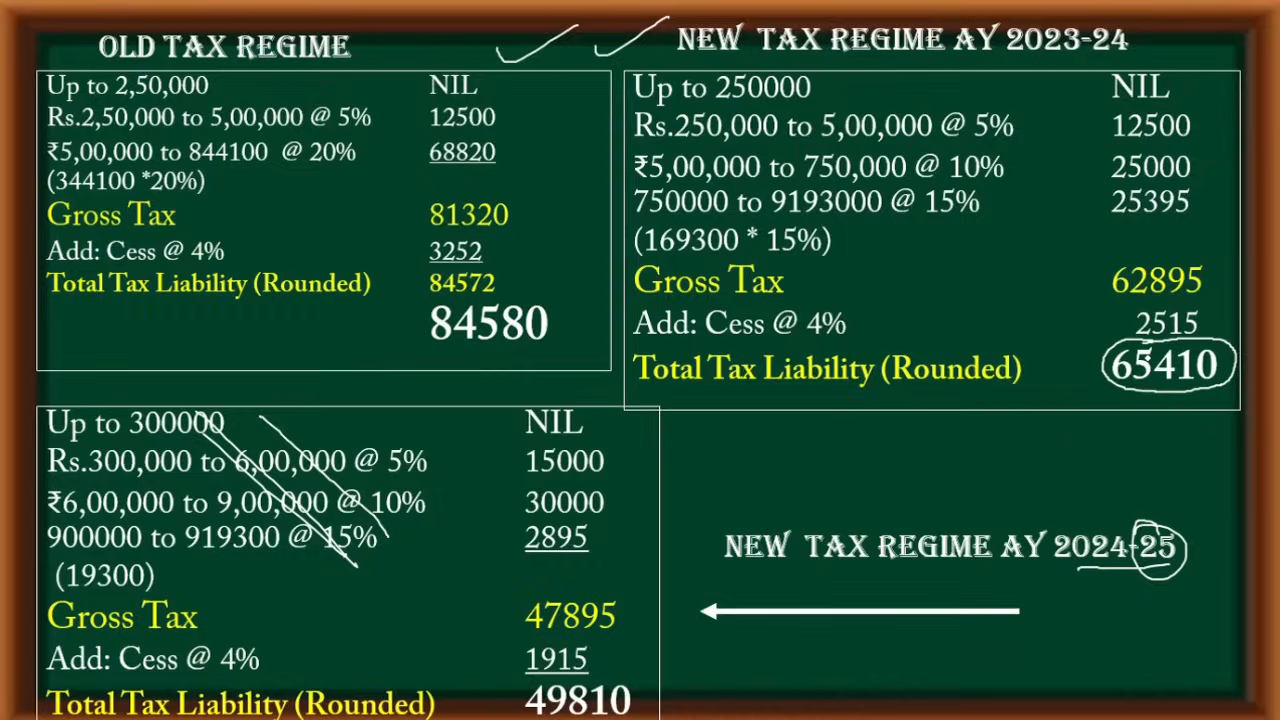 OLD TAX REGIME
Up to 2,50,000 NIL
Rs.2,50,000 to 5,00,000 @ 5% 12500
₹5,00,000 to 844100 @ 20% 68820
(344100 *20%)
Gross Tax 81320
Add: Cess @ 4% 3252
Total Tax Liability (Rounded) 84572
84580
NEW TAX REGIME AY 2023-24
Up to 250000 NIL
Rs.250,000 to 5,00,000 @ 5% 12500
₹5,00,000 to 750,000 @ 10% 25000
750000 to 9193000 @ 15% 25395
(169300 * 15%)
Gross Tax 62895
Add: Cess @ 4% 2515
Total Tax Liability (Rounded) 65410
Up to 300000 NIL
Rs.300,000 to 6,00,000 @ 5% 15000
₹6,00,000 to 9,00,000 @ 10% 30000
900000 to 919300 @ 15% 2895
(19300)
Gross Tax 47895
Add: Cess @ 4% 1915
Total Tax Liability (Rounded) 49810
NEW TAX REGIME AY 2024-25